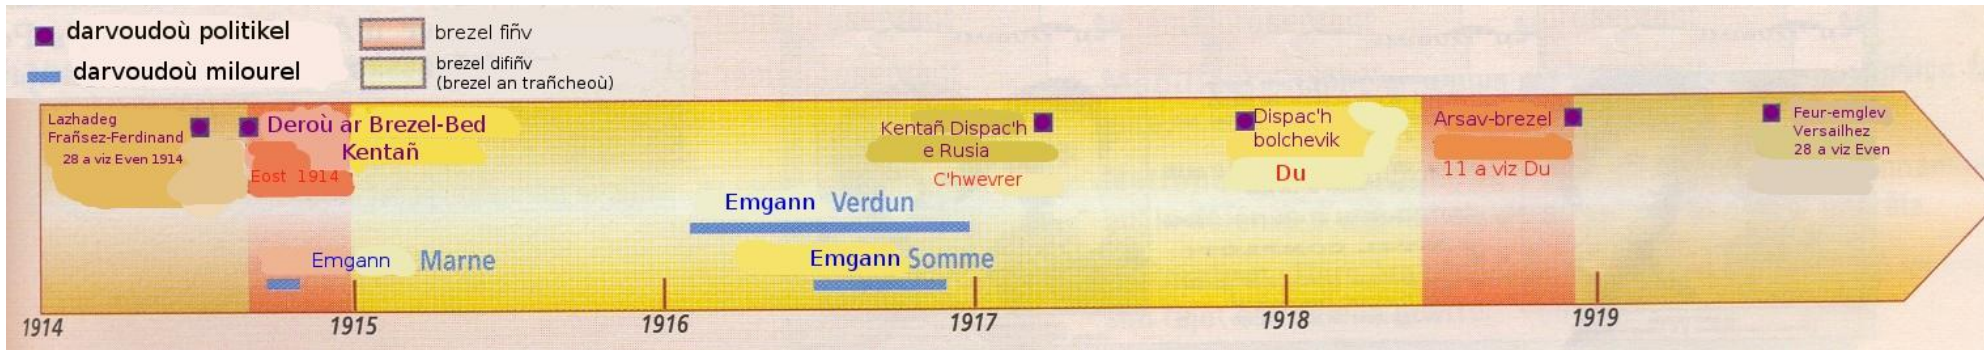 darvoudoù politikel
darvoudoù milourel
brezel fiñv
brezel difiñv
(brezel an trañcheoù)
Lazhadeg
Frañsez-Ferdinand
28 a viz Even 1914
Deroù ar Brezel-Bed
Kentañ
Eost 1914
Kentañ Dispac'h
e Rusia
C'hwevrer
Dispac'h
bolchevik
Du
Arsav-brezel
11 a viz Du
Feur-emglev
Versailhez
28 a viz Even
Emgann Verdun
Emgann Marne
Emgann Somme
1914
1915
1916
1917
1918
1919